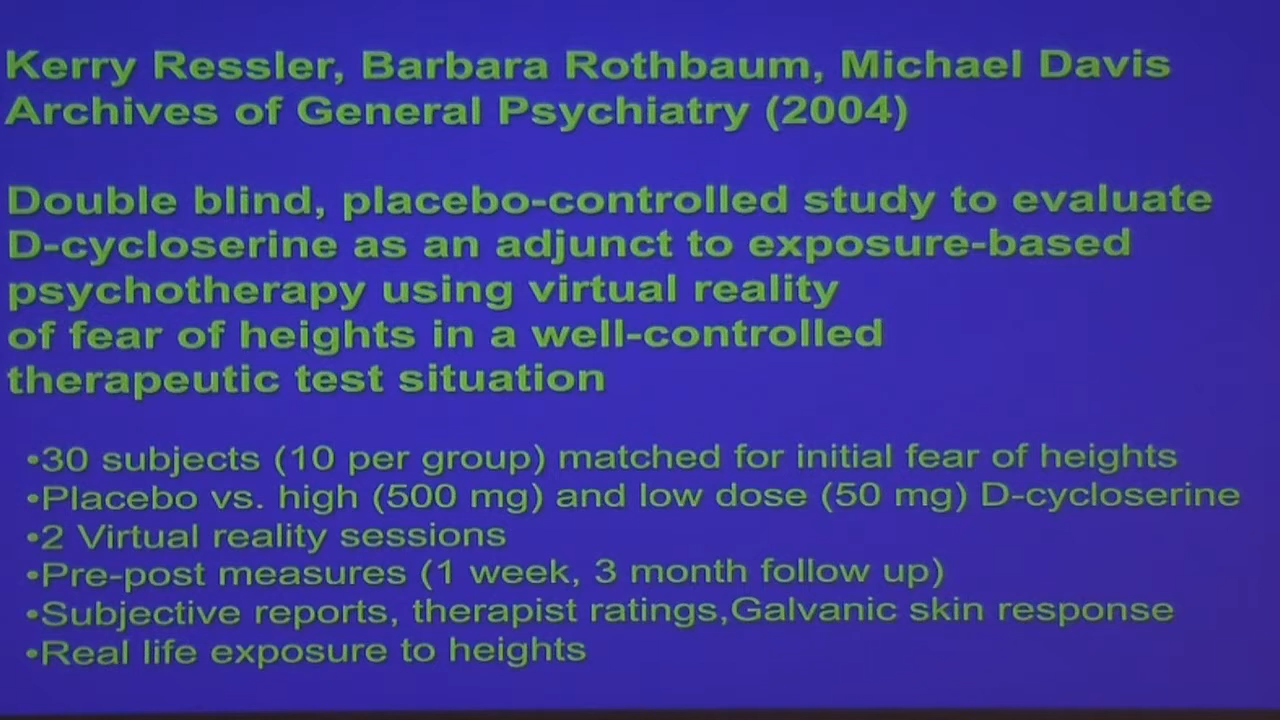 Kerry Ressler, Barbara Rothbaum, Michael Davis
Archives of General Psychiatry (2004)
Double blind, placebo-controlled study to evaluate
D-cycloserine as an adjunct to exposure-based
psychotherapy using virtual reality
of fear of heights in a well-controlled
therapeutic test situation
•30 subjects (10 per group) matched for initial fear of heights
•Placebo vs. high (500 mg) and low dose (50 mg) D-cycloserine
•2 Virtual reality sessions
•Pre-post measures (1 week, 3 month follow up)
•Subjective reports, therapist ratings,Galvanic skin response
•Real life exposure to heights